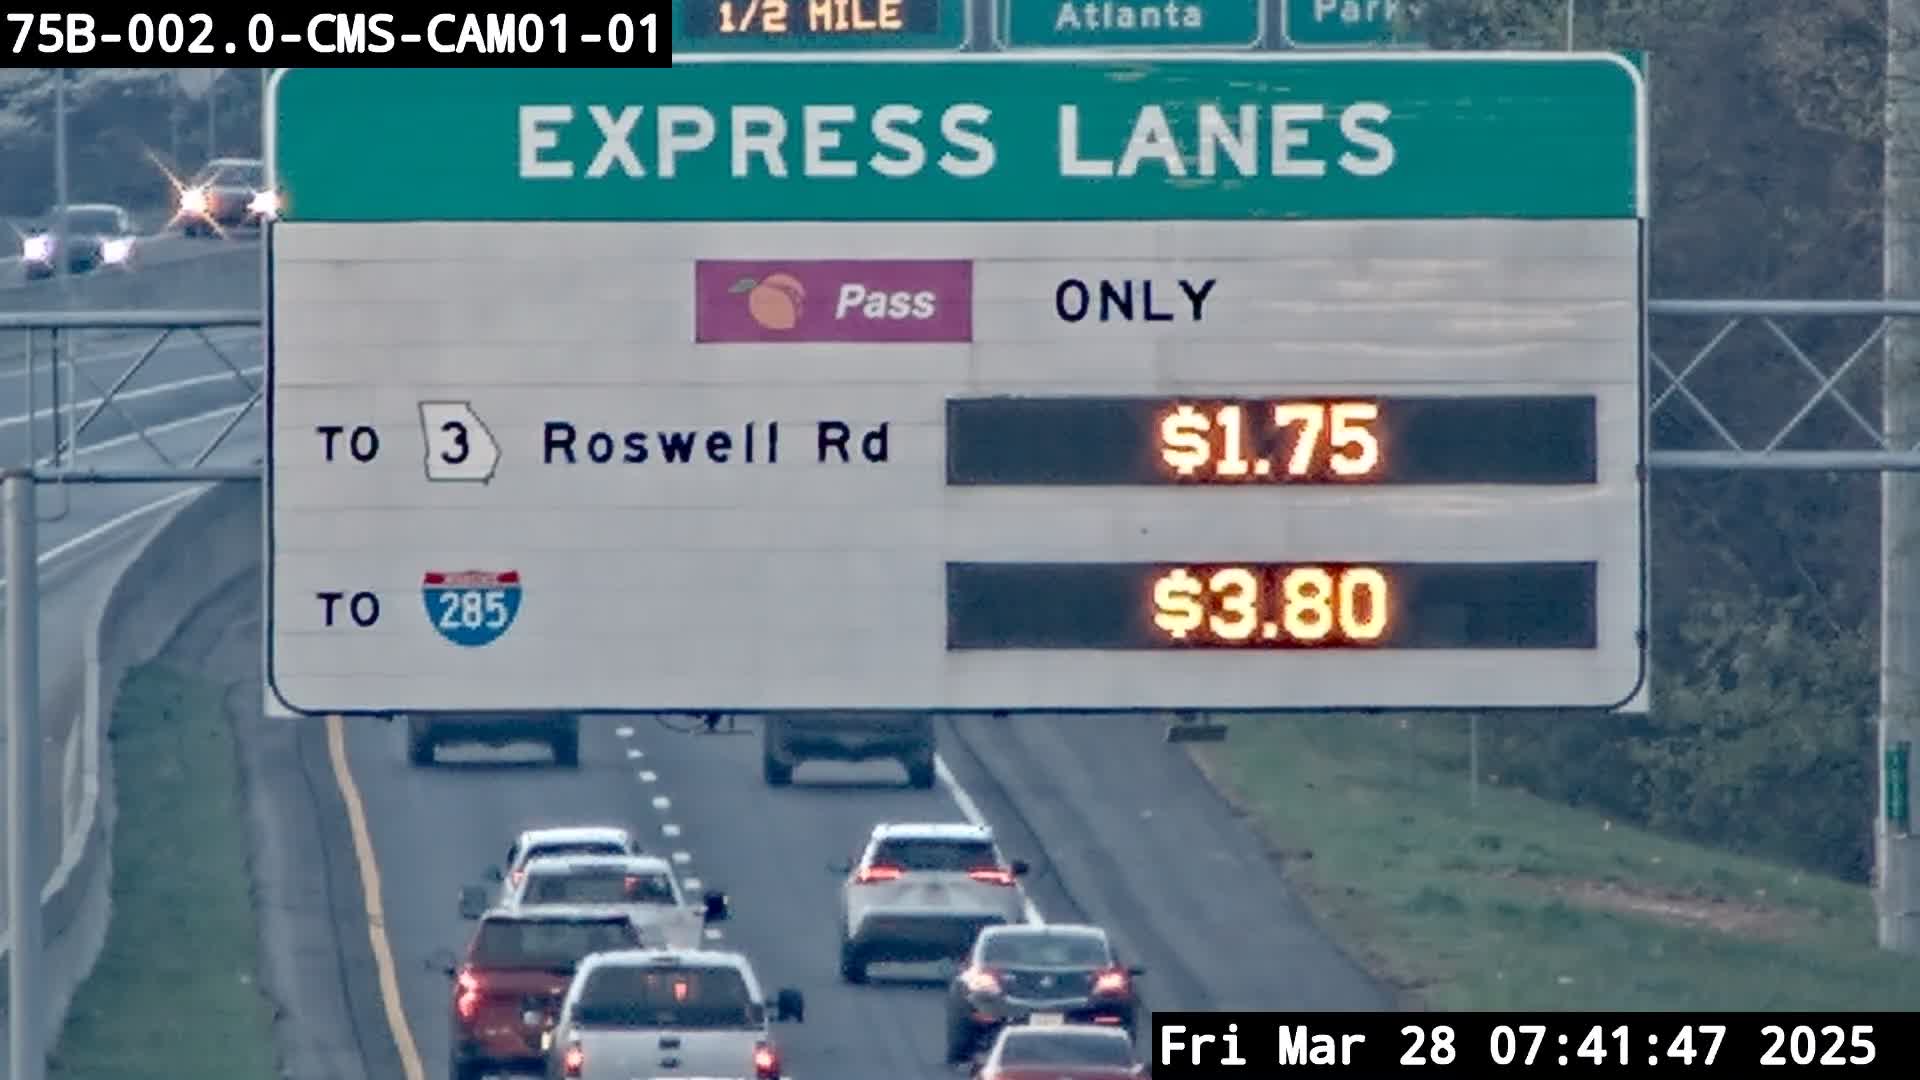 75B-002.0-CMS-CAM01-01
1/2 MILE
Atlanta
EXPRESS LANES
Pass ONLY
TO 3 Roswell Rd $1.75
TO 285 $3.80
Fri Mar 28 07:41:47 2025